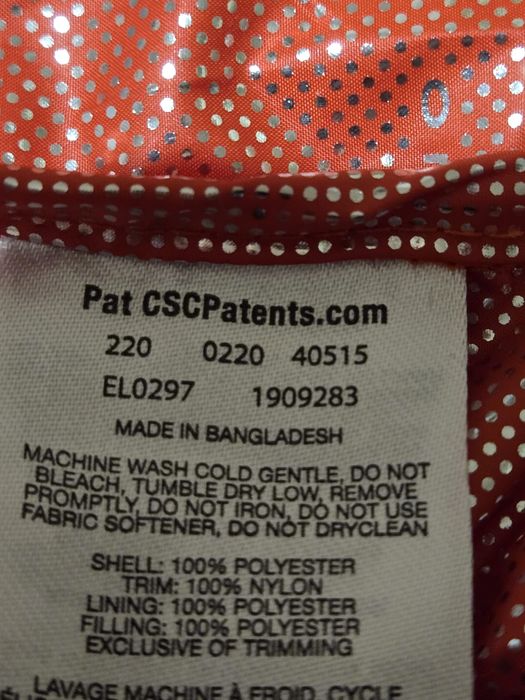 Pat CSCPatents.com
220 0220 40515
EL0297 1909283
MADE IN BANGLADESH
MACHINE WASH COLD GENTLE, DO NOT
BLEACH, TUMBLE DRY LOW, REMOVE
PROMPTLY, DO NOT IRON, DO NOT USE
FABRIC SOFTENER, DO NOT DRYCLEAN
SHELL: 100% POLYESTER
TRIM: 100% NYLON
LINING: 100% POLYESTER
FILLING: 100% POLYESTER
EXCLUSIVE OF TRIMMING
LAVAGE MACHINE À FROID, CYCLE